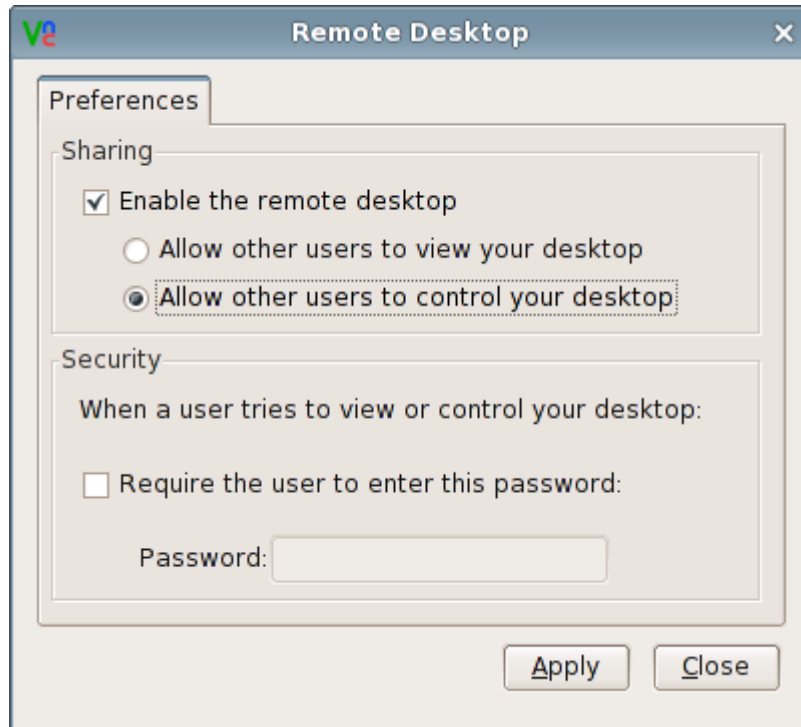 VNC
Remote Desktop
Preferences
Sharing
Enable the remote desktop
Allow other users to view your desktop
Allow other users to control your desktop
Security
When a user tries to view or control your desktop:
Require the user to enter this password:
Password:
Apply
Close